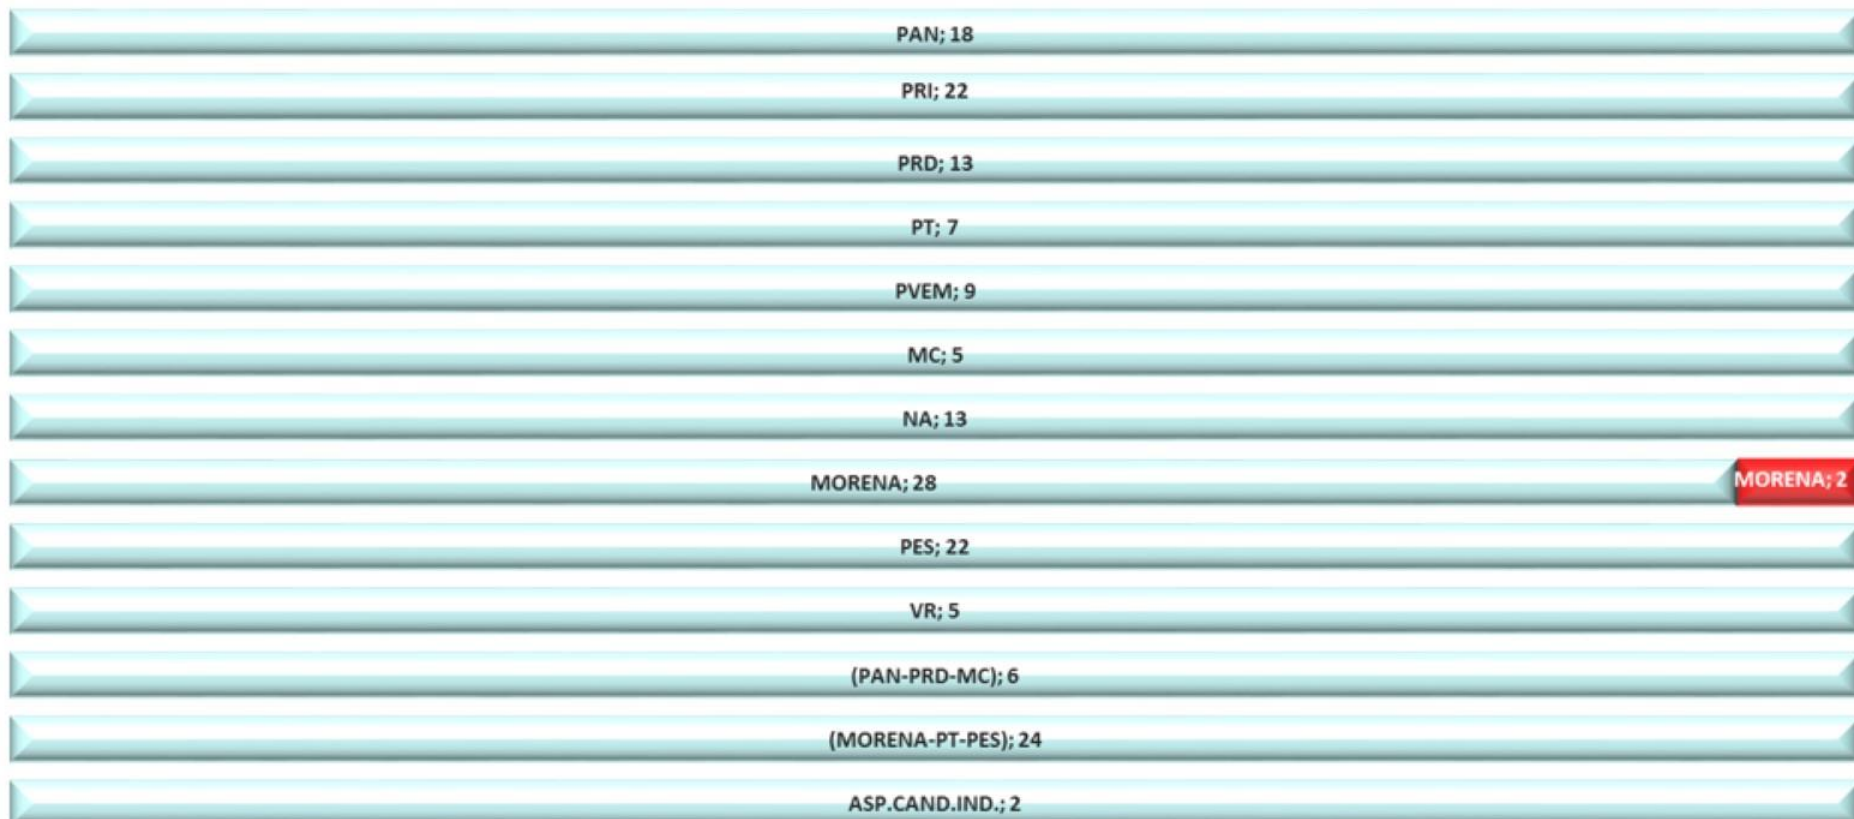 PAN; 18
PRI; 22
PRD; 13
PT; 7
PVEM; 9
MC; 5
NA; 13
MORENA; 28 MORENA; 2
PES; 22
VR; 5
(PAN-PRD-MC); 6
(MORENA-PT-PES); 24
ASP.CAND.IND.; 2